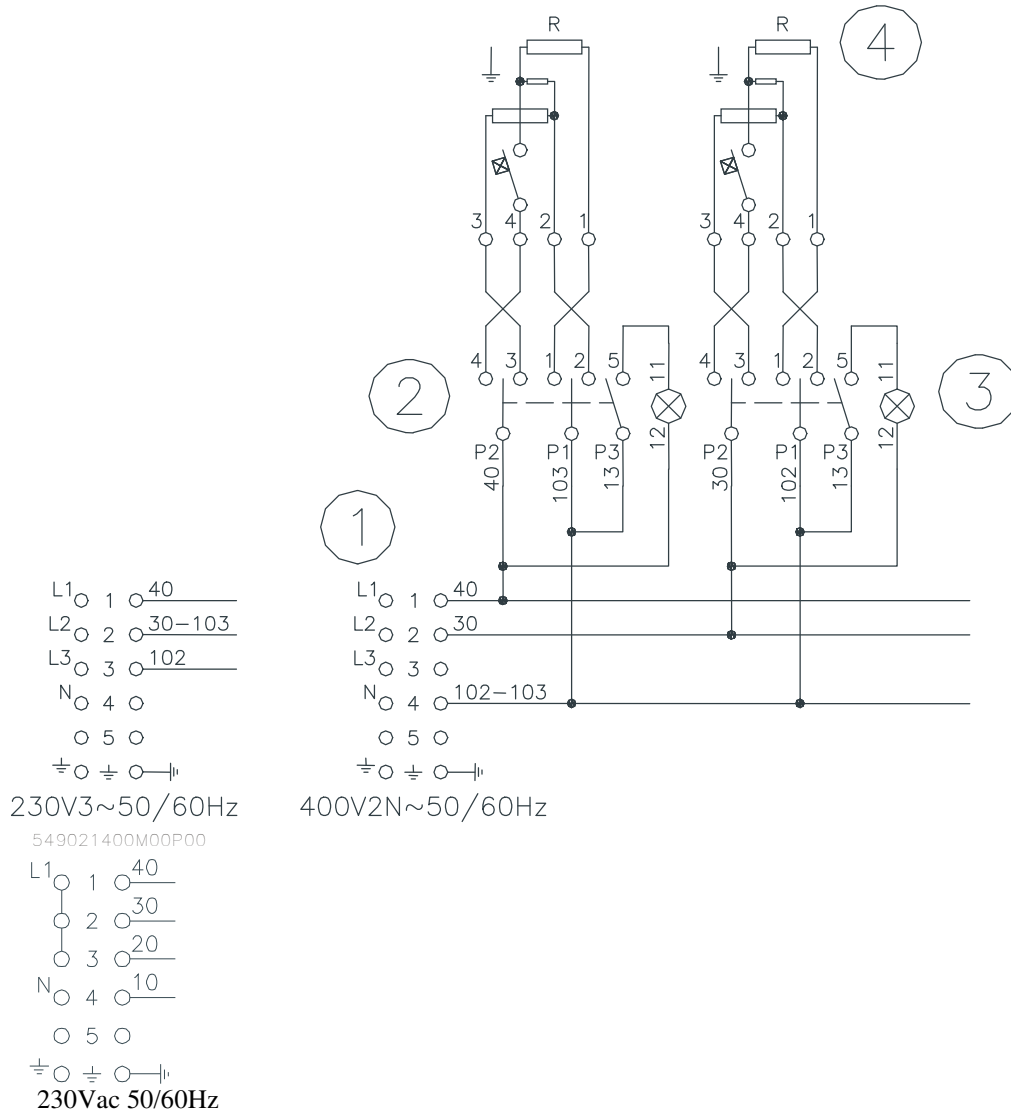 R R
4
3 4 2 1 3 4 2 1
4 3 1 2 5 11 4 3 1 2 5 11
2 3
12 12
P2 P1 P3 P2 P1 P3
40 103 13 30 102 13
1
L1 1 40 L1 1 40
L2 2 30-103 L2 2 30
L3 3 102 L3 3
N 4 N 4 102-103
5 5
230V3~50/60Hz 400V2N~50/60Hz
549021400M00P00
L1 1 40
2 30
3 20
N 4 10
5
230Vac 50/60Hz